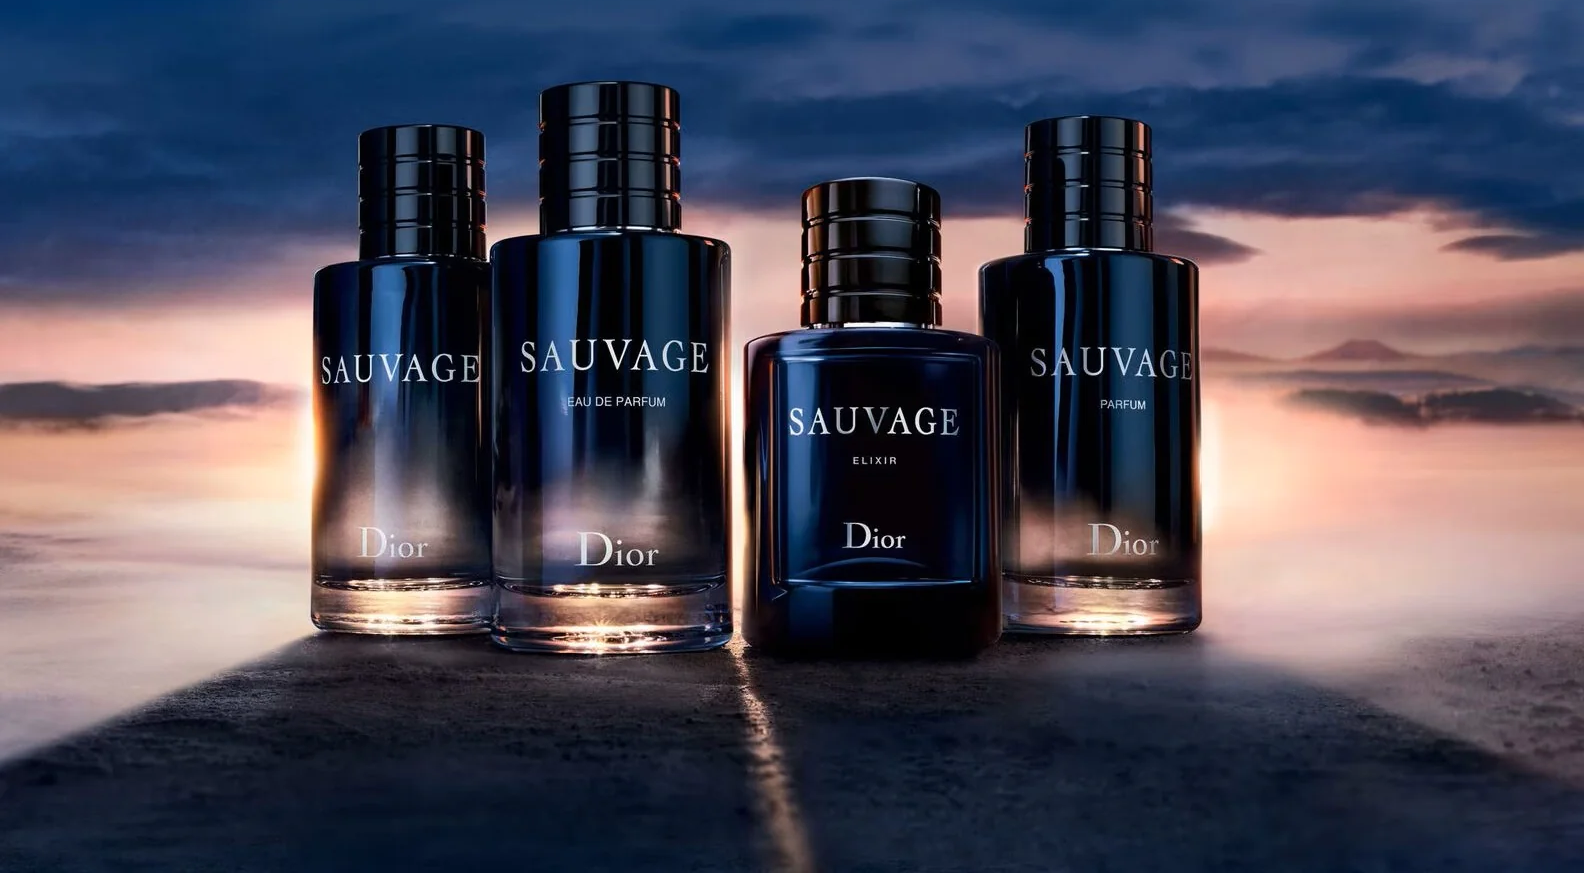 SAUVAGE
Dior
SAUVAGE
EAU DE PARFUM
Dior
SAUVAGE
ELIXIR
Dior
SAUVAGE
PARFUM
Dior